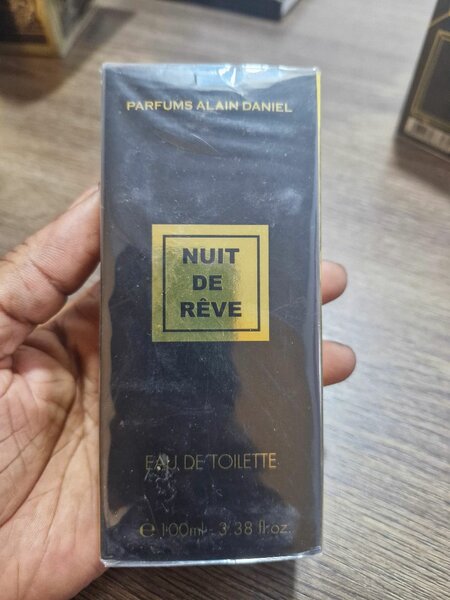 PARFUMS ALAIN DANIEL
NUIT
DE
RÊVE
EAU DE TOILETTE
e 100ml - 3.38 fl.oz.